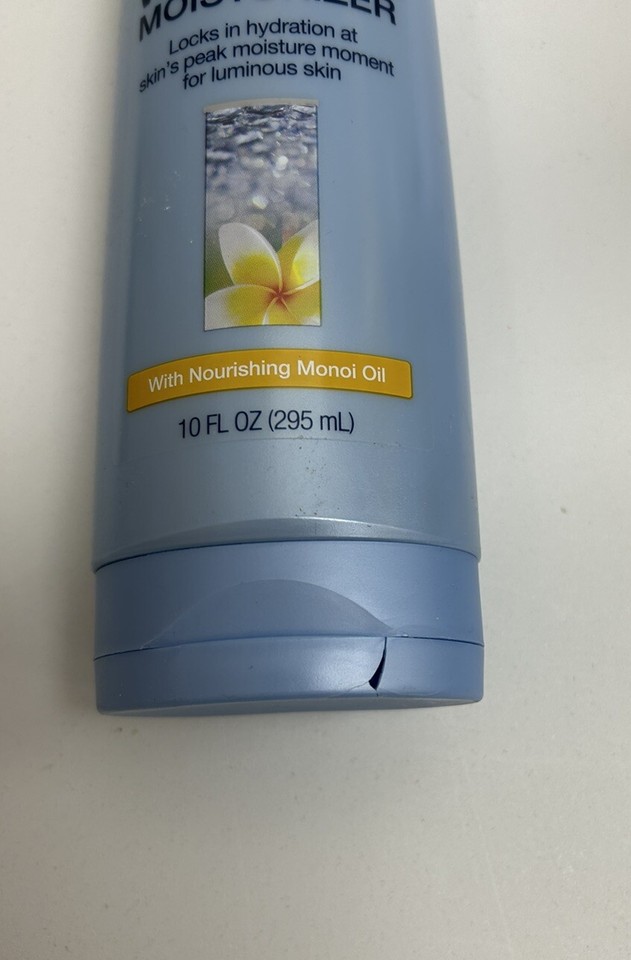 MOISTURIZER
Locks in hydration at
skin's peak moisture moment
for luminous skin
With Nourishing Monoi Oil
10 FL OZ (295 mL)